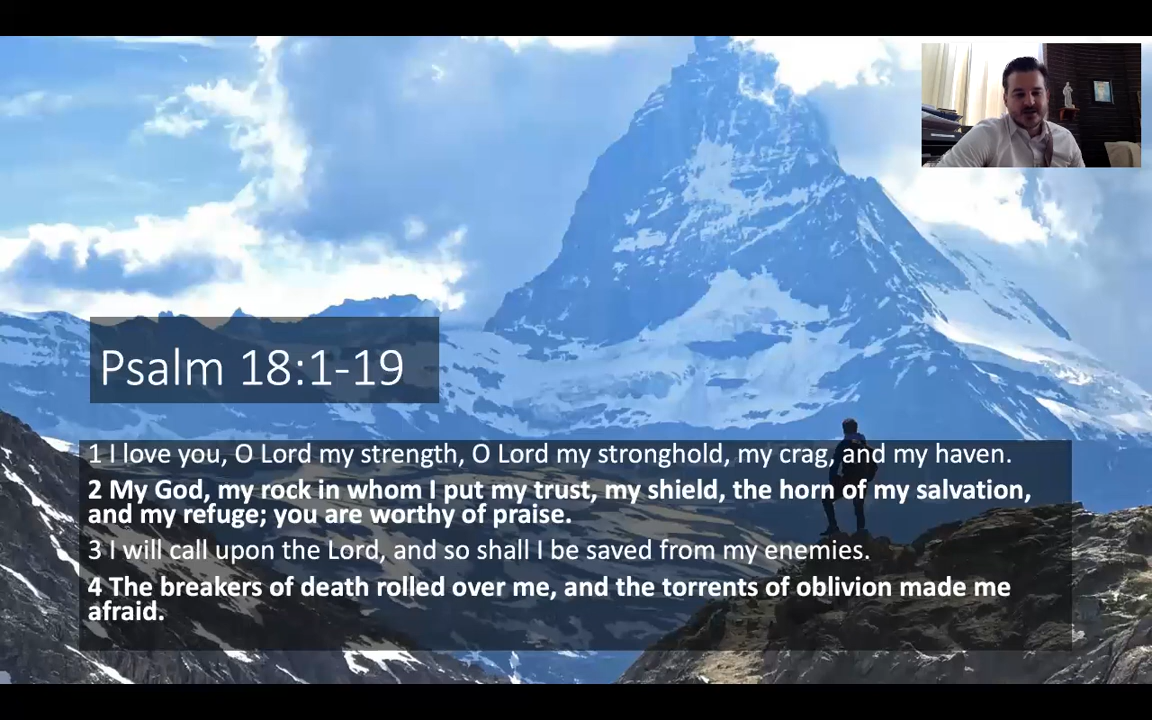 Psalm 18:1-19
1 I love you, O Lord my strength, O Lord my stronghold, my crag, and my haven.
2 My God, my rock in whom I put my trust, my shield, the horn of my salvation,
and my refuge; you are worthy of praise.
3 I will call upon the Lord, and so shall I be saved from my enemies.
4 The breakers of death rolled over me, and the torrents of oblivion made me
afraid.